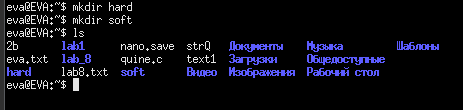 eva@EVA:~$ mkdir hard
eva@EVA:~$ mkdir soft
eva@EVA:~$ ls
2b lab1 nano.save strQ Документы Музыка Шаблоны
eva.txt lab_8 quine.c text1 Загрузки Общедоступные
hard lab8.txt soft Видео Изображения Рабочий стол
eva@EVA:~$